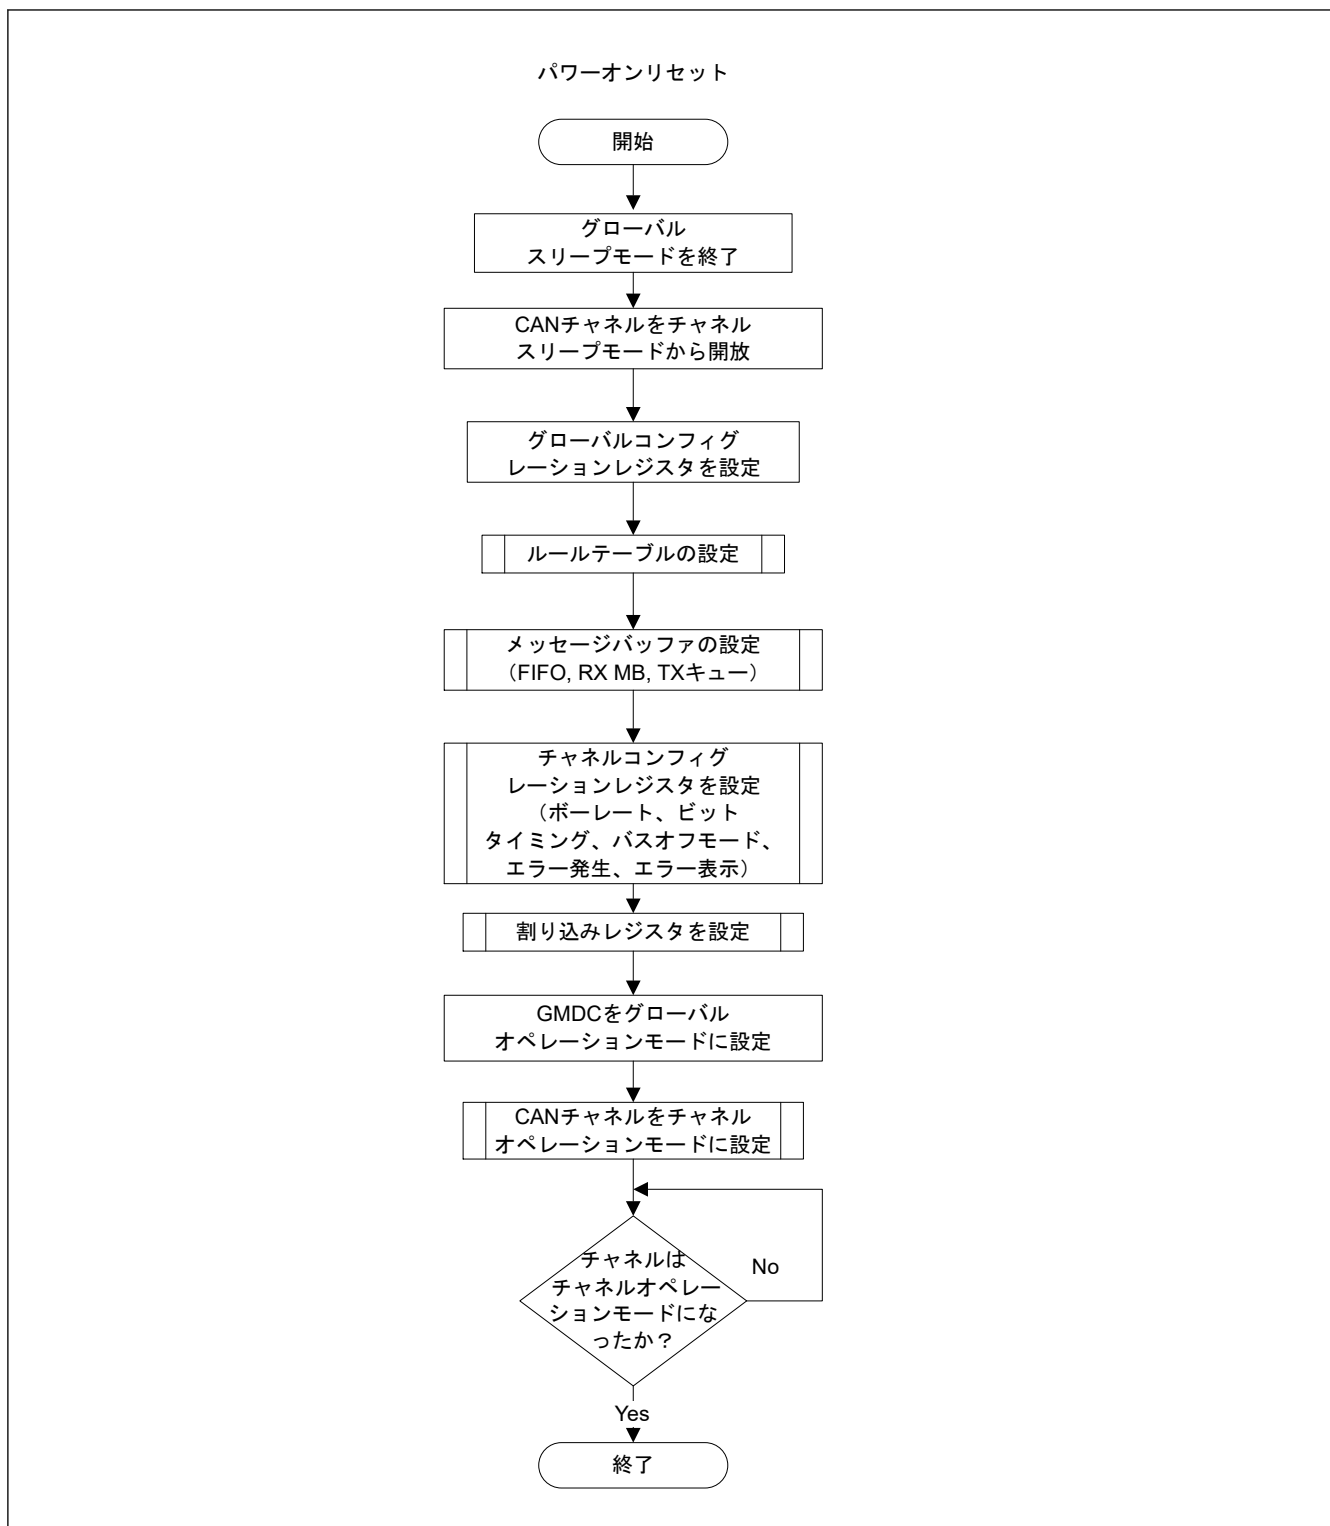 パワーオンリセット
開始
グローバル
スリープモードを終了
CANチャネルをチャネル
スリープモードから開放
グローバルコンフィグ
レーションレジスタを設定
ルールテーブルの設定
メッセージバッファの設定
（FIFO, RX MB, TXキュー）
チャネルコンフィグ
レーションレジスタを設定
（ボーレート、ビット
タイミング、バスオフモード、
エラー発生、エラー表示）
割り込みレジスタを設定
GMDCをグローバル
オペレーションモードに設定
CANチャネルをチャネル
オペレーションモードに設定
チャネルは
チャネルオペレー
ションモードにな
ったか？
No
Yes
終了